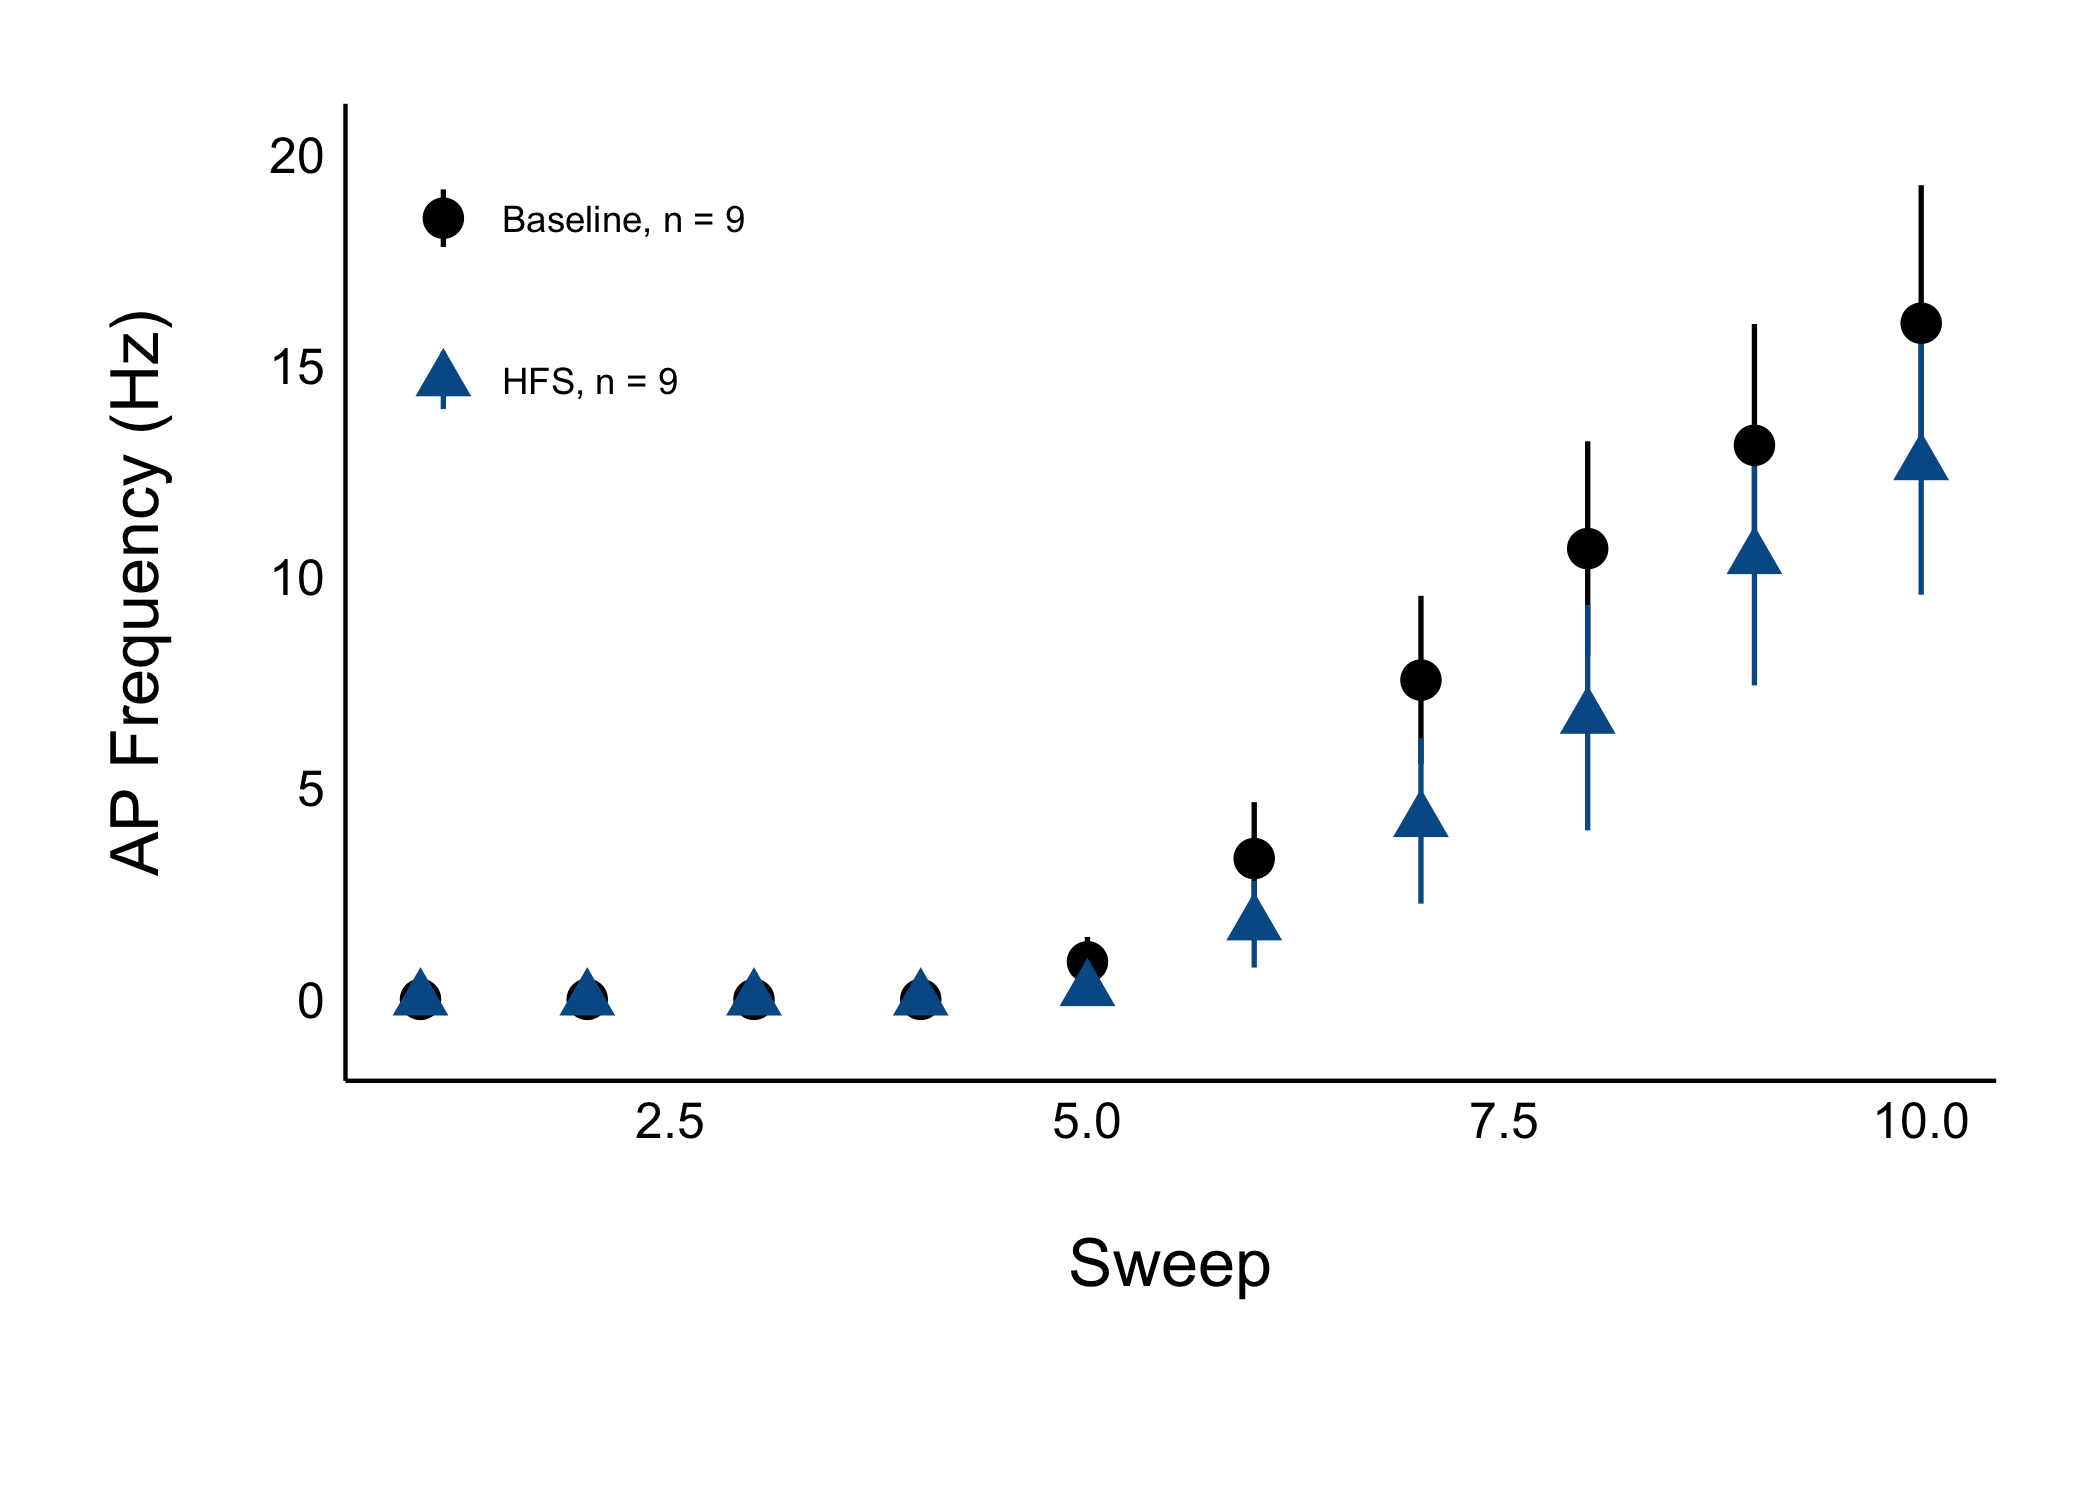 20
15
10
5
0
AP Frequency (Hz)
Baseline, n = 9
HFS, n = 9
2.5 5.0 7.5 10.0
Sweep